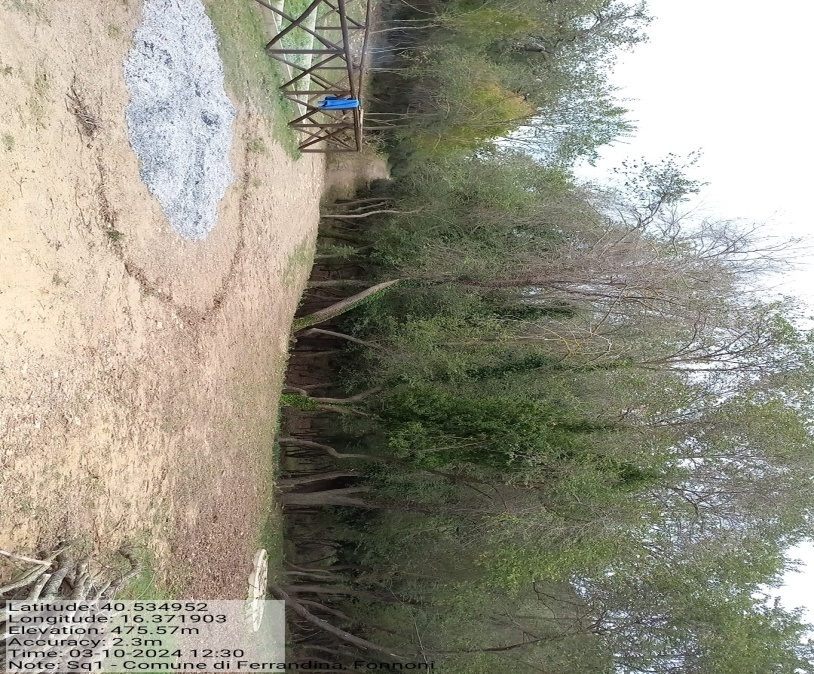 Latitude: 40.534952
Longitude: 16.371903
Elevation: 475.57m
Accuracy: 2.3m
Time: 03-10-2024 12:30
Note: Sq1 - Comune di Ferrandina, Fonnoni